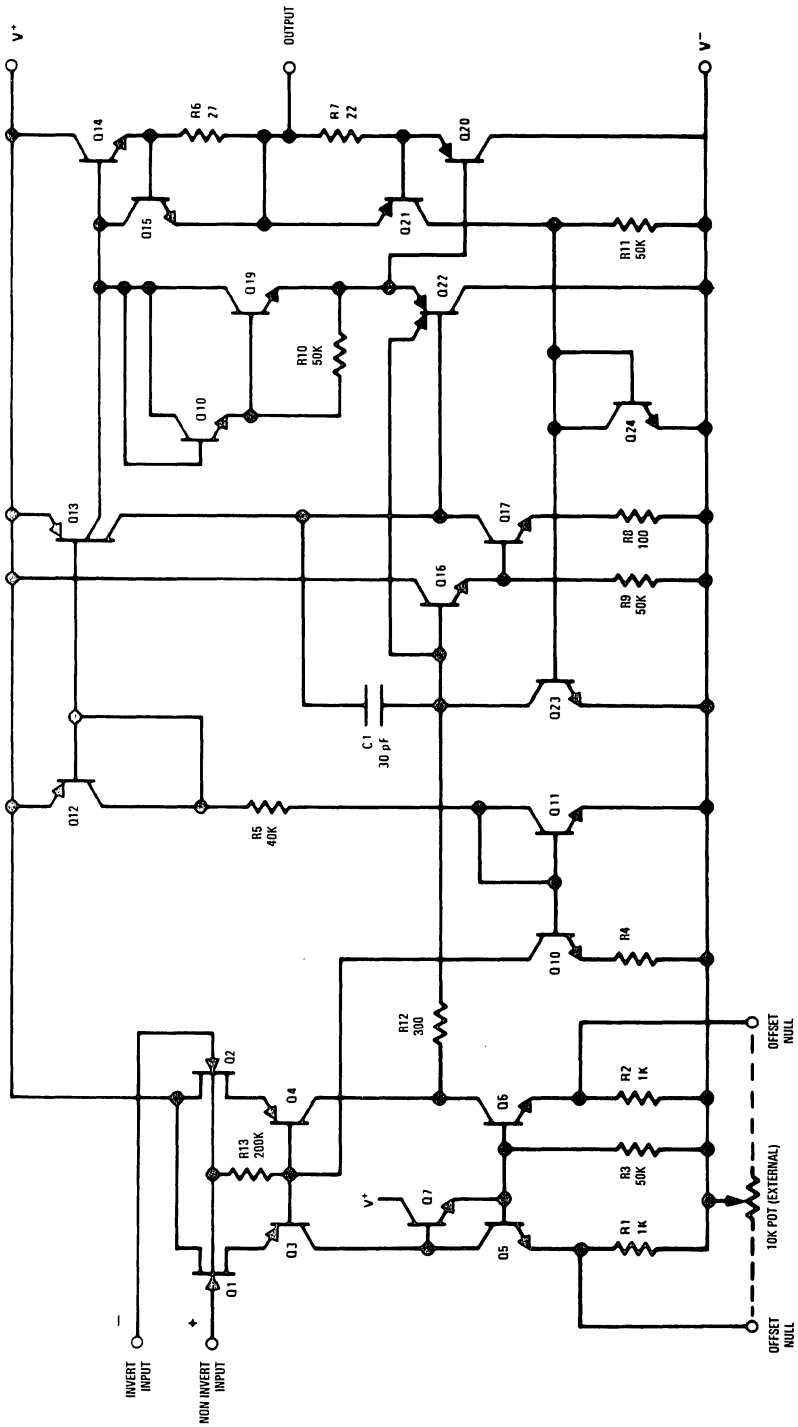 INVERT
INPUT
−
NON INVERT
INPUT
+
Q1
Q2
R13
200K
Q3
Q4
V+
Q7
R12
300
Q5
Q6
R1
1K
R3
50K
R2
1K
OFFSET
NULL
10K POT (EXTERNAL)
OFFSET
NULL
Q12
R5
40K
Q10
Q11
R4
Q13
C1
30 pF
Q16
Q17
Q23
R9
50K
R8
100
Q10
Q19
R10
50K
Q22
Q24
Q14
Q15
R6
27
R7
22
Q21
Q20
R11
50K
V+
OUTPUT
V−